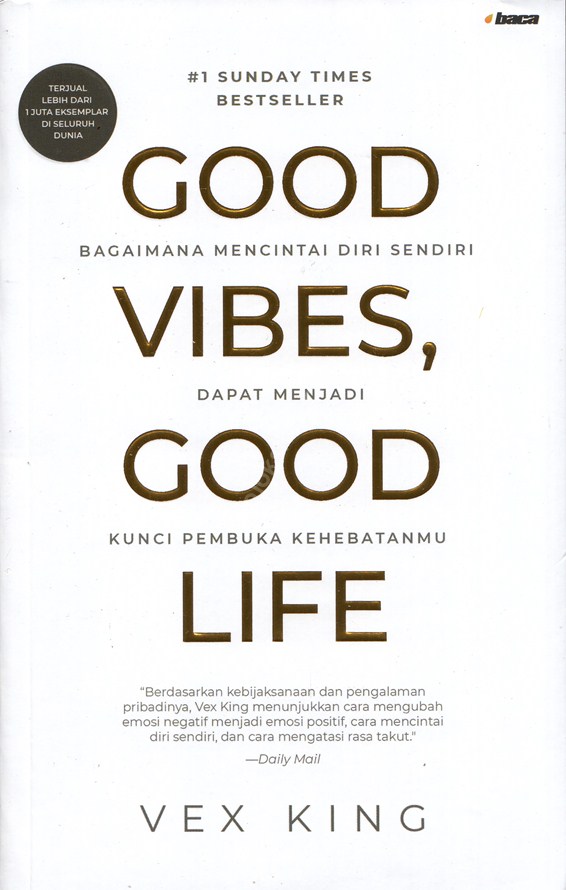 baca
#1 SUNDAY TIMES
BESTSELLER
TERJUAL
LEBIH DARI
1 JUTA EKSEMPLAR
DI SELURUH
DUNIA
GOOD
BAGAIMANA MENCINTAI DIRI SENDIRI
VIBES,
DAPAT MENJADI
GOOD
KUNCI PEMBUKA KEHEBATANMU
LIFE
"Berdasarkan kebijaksanaan dan pengalaman
pribadinya, Vex King menunjukkan cara mengubah
emosi negatif menjadi emosi positif, cara mencintai
diri sendiri, dan cara mengatasi rasa takut."
—Daily Mail
VEX KING